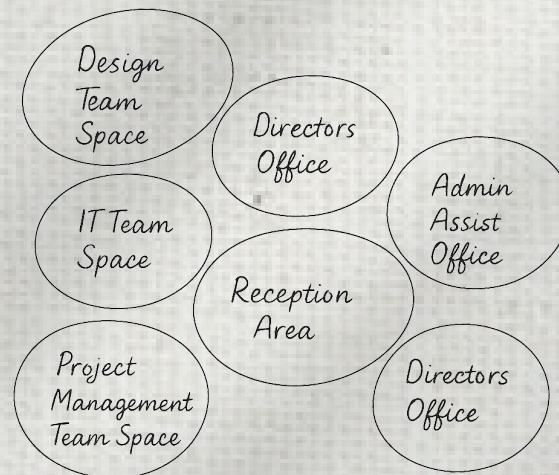 Design
Team
Space
Directors
Office
Admin
Assist
Office
IT Team
Space
Reception
Area
Project
Management
Team Space
Directors
Office